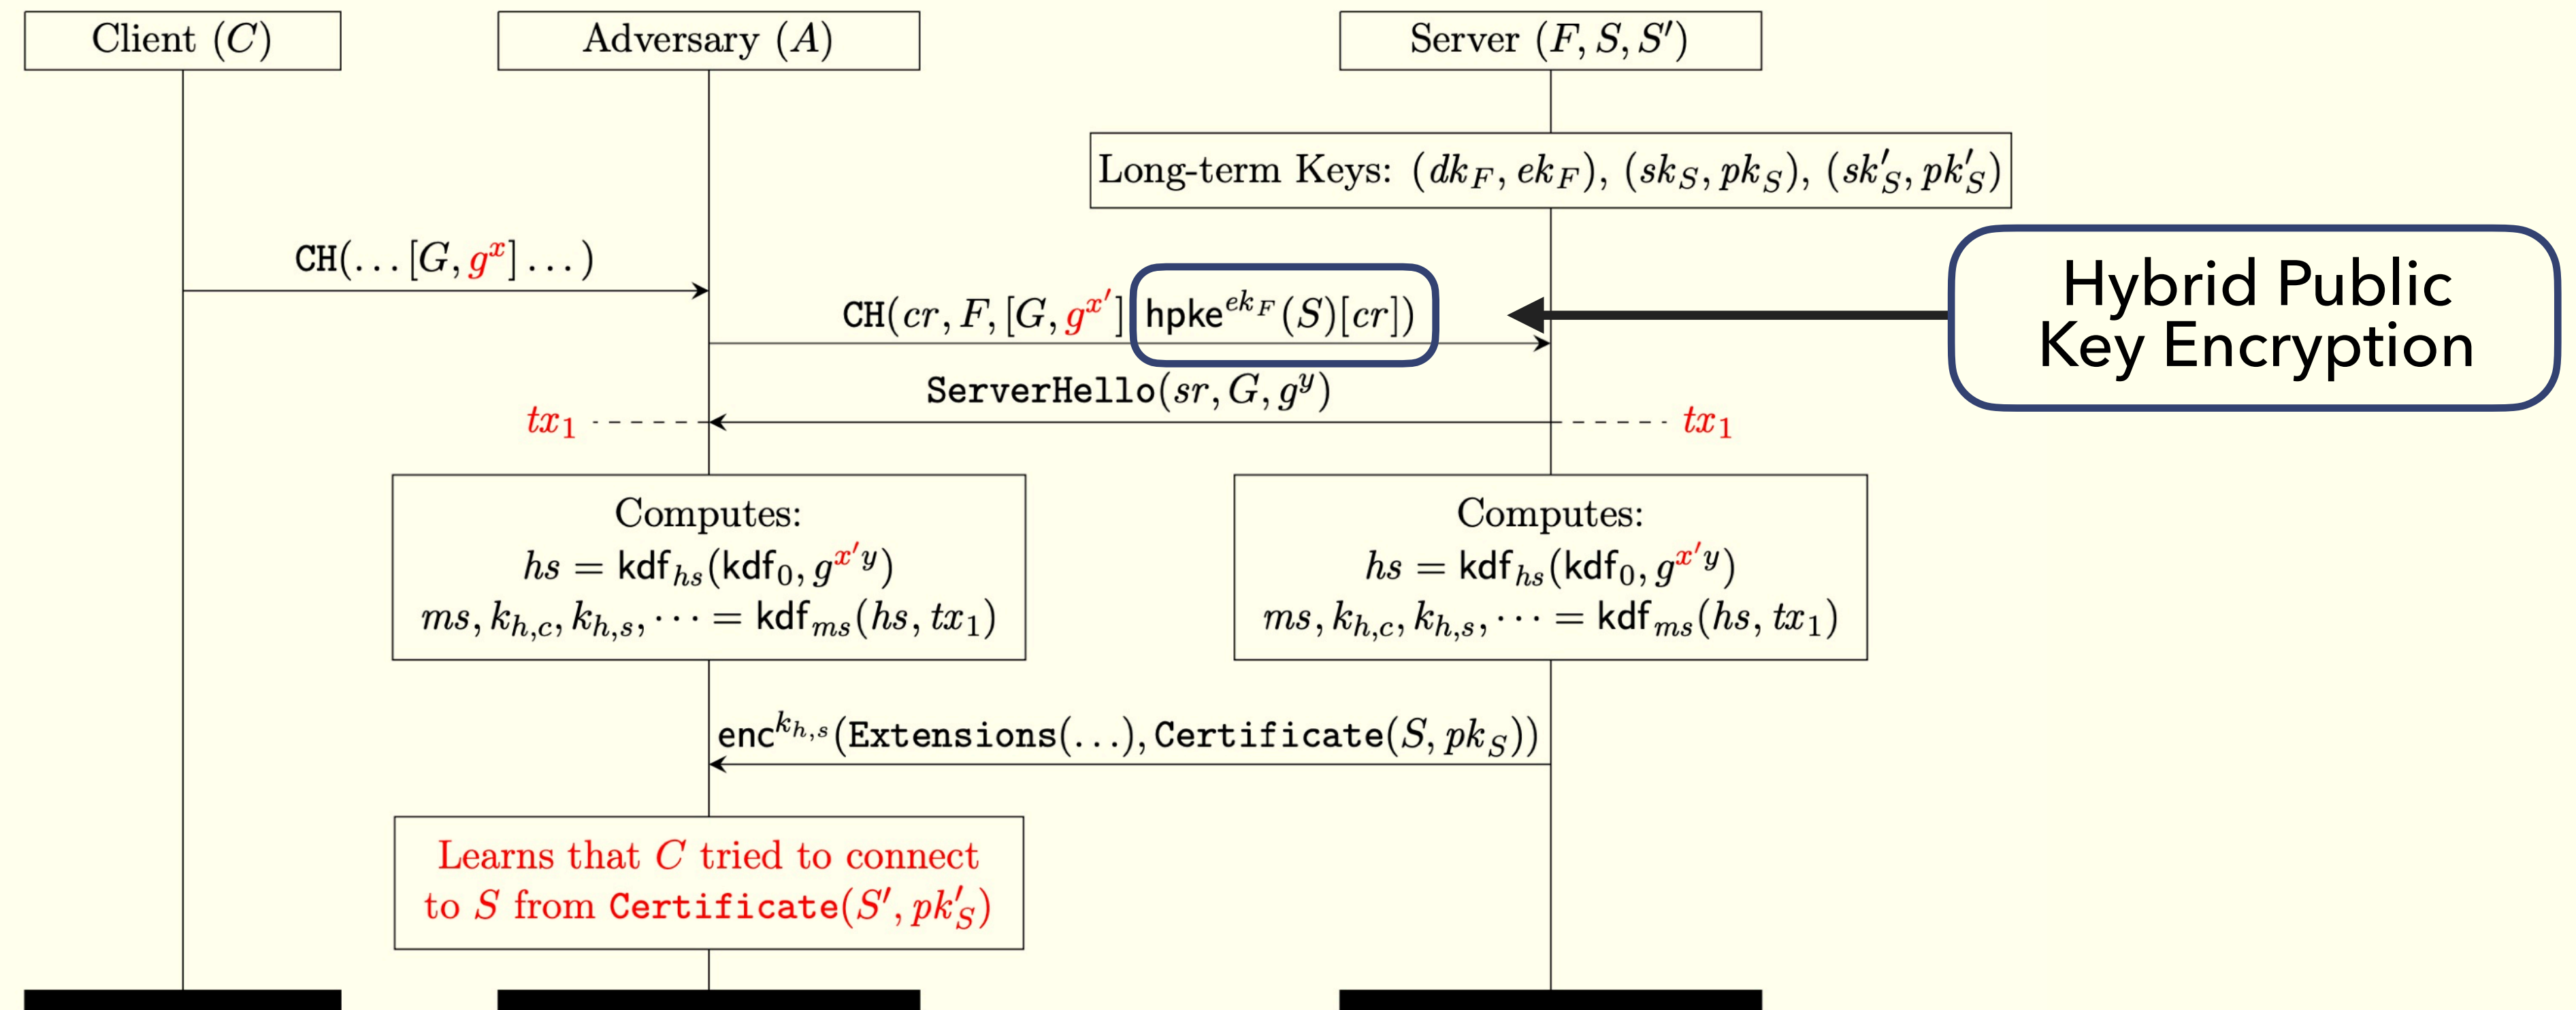 Client (C)
Adversary (A)
Server (F, S, S′)
Long-term Keys: (dk_F, ek_F), (sk_S, pk_S), (sk′_S, pk′_S)
CH(… [G, g^x] … )
CH(cr, F, [G, g^x′] hpke^ek_F(S)[cr])
Hybrid Public
Key Encryption
ServerHello(sr, G, g^y)
tx_1
tx_1
Computes:
hs = kdf_hs(kdf_0, g^x′y)
ms, k_h,c, k_h,s, ⋯ = kdf_ms(hs, tx_1)
Computes:
hs = kdf_hs(kdf_0, g^x′y)
ms, k_h,c, k_h,s, ⋯ = kdf_ms(hs, tx_1)
enc^k_h,s(Extensions(…), Certificate(S, pk_S))
Learns that C tried to connect
to S from Certificate(S′, pk′_S)